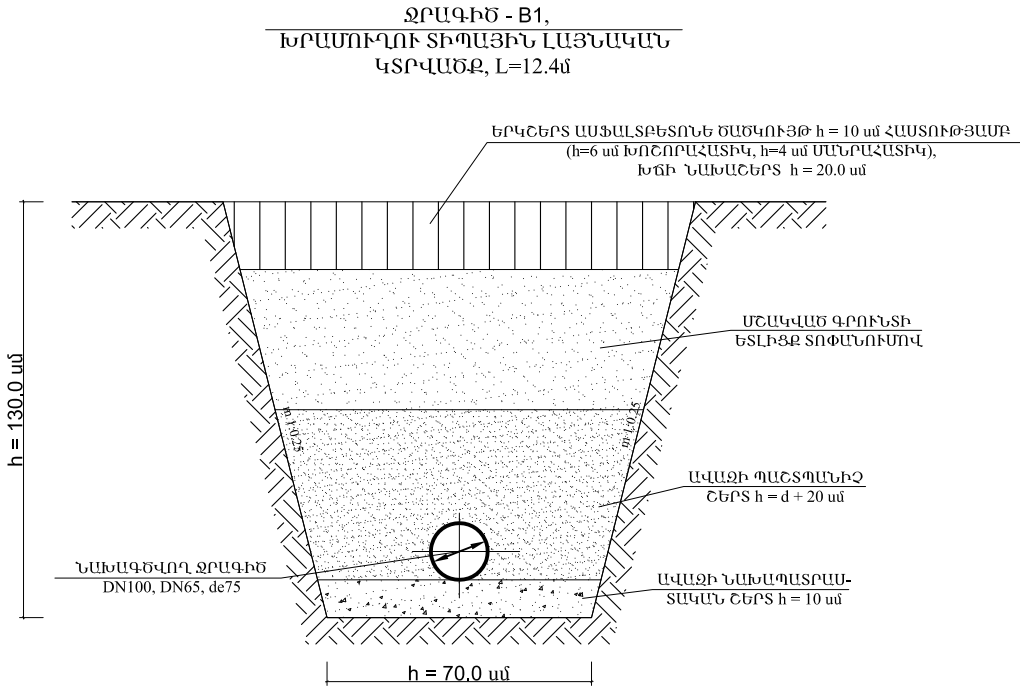 ՋՐԱԳԻԾ - B1,
ԽՐԱՄՈՒՂՈՒ ՏԻՊԱՅԻՆ ԼԱՅՆԱԿԱՆ
ԿՏՐՎԱԾՔ, L=12.4մ
ԵՐԿՇԵՐՏ ԱՍՖԱԼՏԲԵՏՈՆԵ ԾԱԾԿՈՒՅԹ h = 10 սմ ՀԱՍՏՈՒԹՅԱՄԲ
(h=6 սմ ԽՈՇՈՐԱՀԱՏԻԿ, h=4 սմ ՄԱՆՐԱՀԱՏԻԿ),
ԽՃԻ ՆԱԽԱՇԵՐՏ h = 20.0 սմ
ՄՇԱԿՎԱԾ ԳՐՈՒՆՏԻ
ԵՏԼԻՑՔ ՏՈՓԱՆՈՒՄՈՎ
h = 130.0 սմ
m 1:0.25
m 1:0.25
ԱՎԱԶԻ ՊԱՇՏՊԱՆԻՉ
ՇԵՐՏ h = d + 20 սմ
ՆԱԽԱԳԾՎՈՂ ՋՐԱԳԻԾ
DN100, DN65, de75
ԱՎԱԶԻ ՆԱԽԱՊԱՏՐԱՍ-
ՏԱԿԱՆ ՇԵՐՏ h = 10 սմ
h = 70.0 սմ